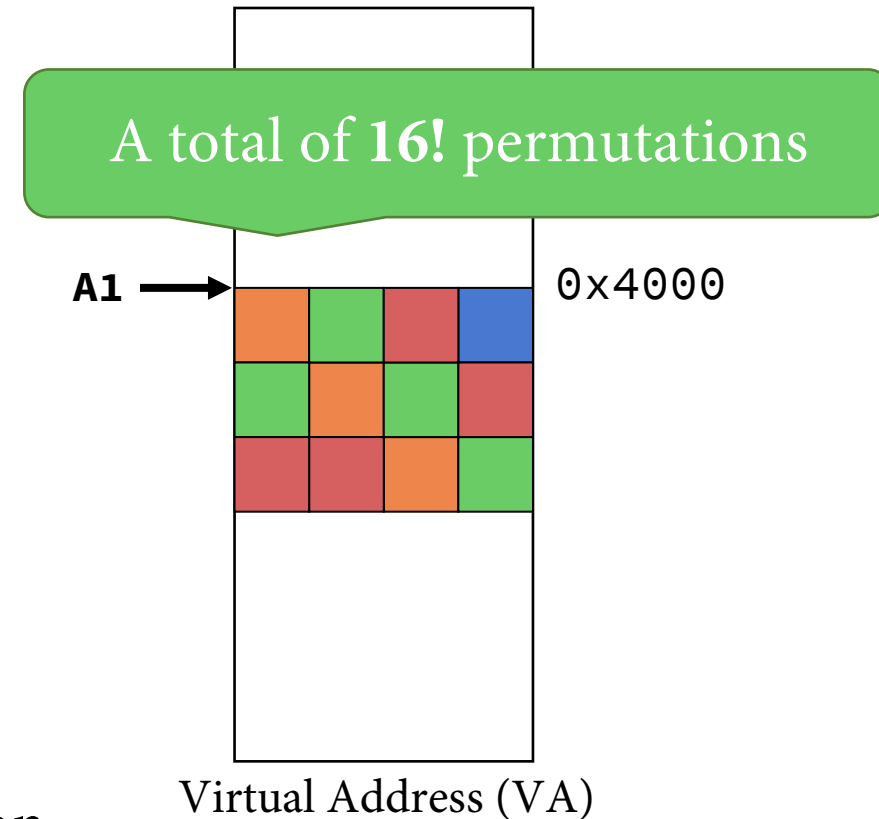 A total of 16! permutations
A1
0x4000
Virtual Address (VA)